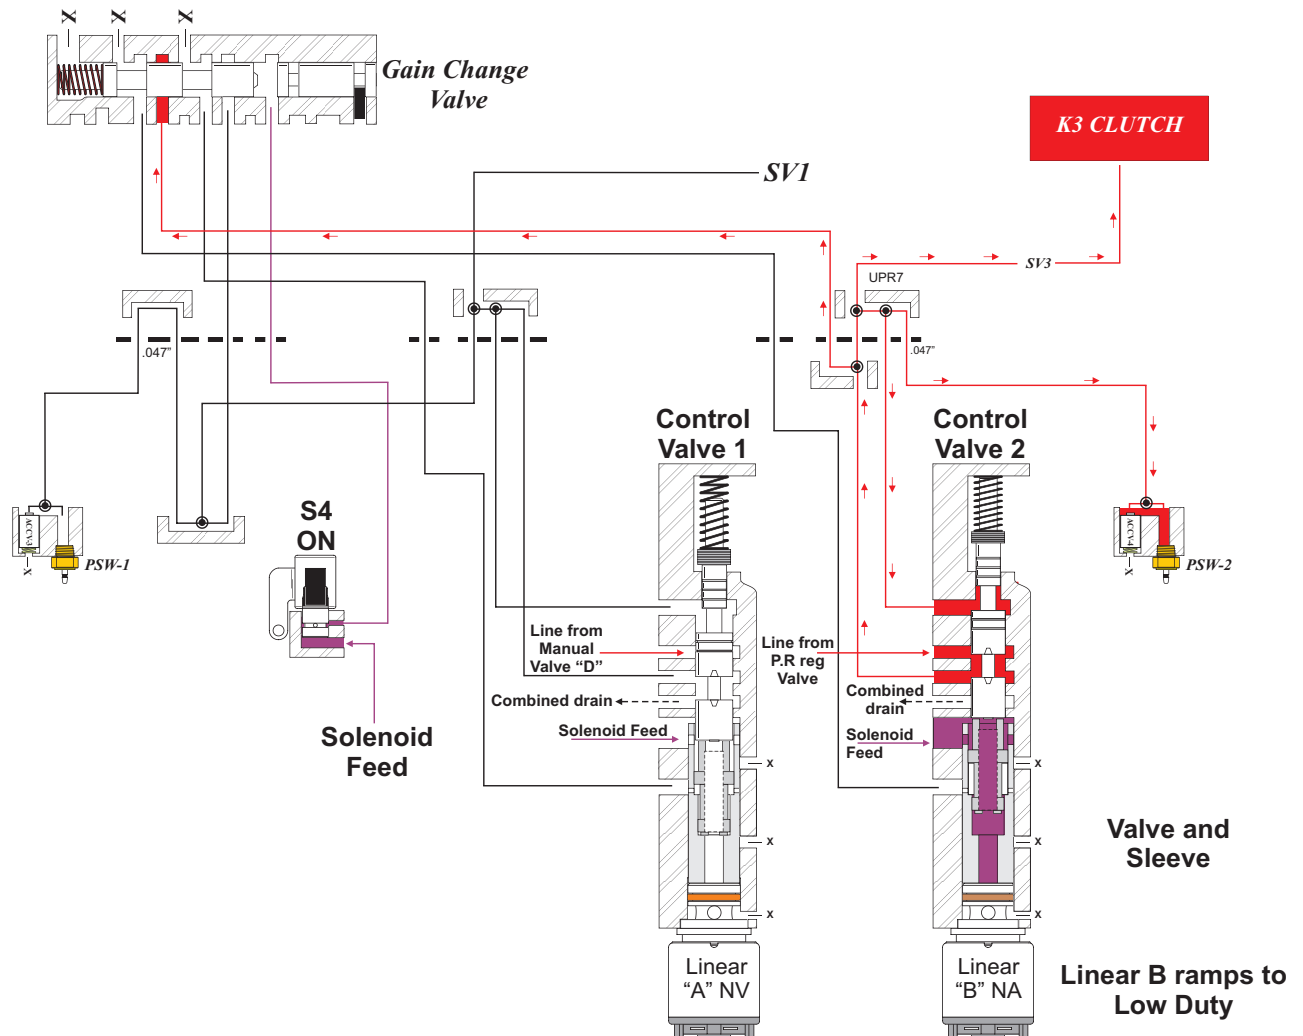 X
X
X
Gain Change
Valve
K3 CLUTCH
SV1
SV3
UPR7
.047"
.047"
Control
Valve 1
Control
Valve 2
S4
ON
ACCV3
X
PSW-1
ACCV4
X
PSW-2
Line from
Manual
Valve “D”
Line from
P.R reg
Valve
Combined drain
Combined
drain
Solenoid Feed
Solenoid
Feed
Solenoid
Feed
X
X
X
X
X
X
Valve and
Sleeve
Linear
“A” NV
Linear
“B” NA
Linear B ramps to
Low Duty